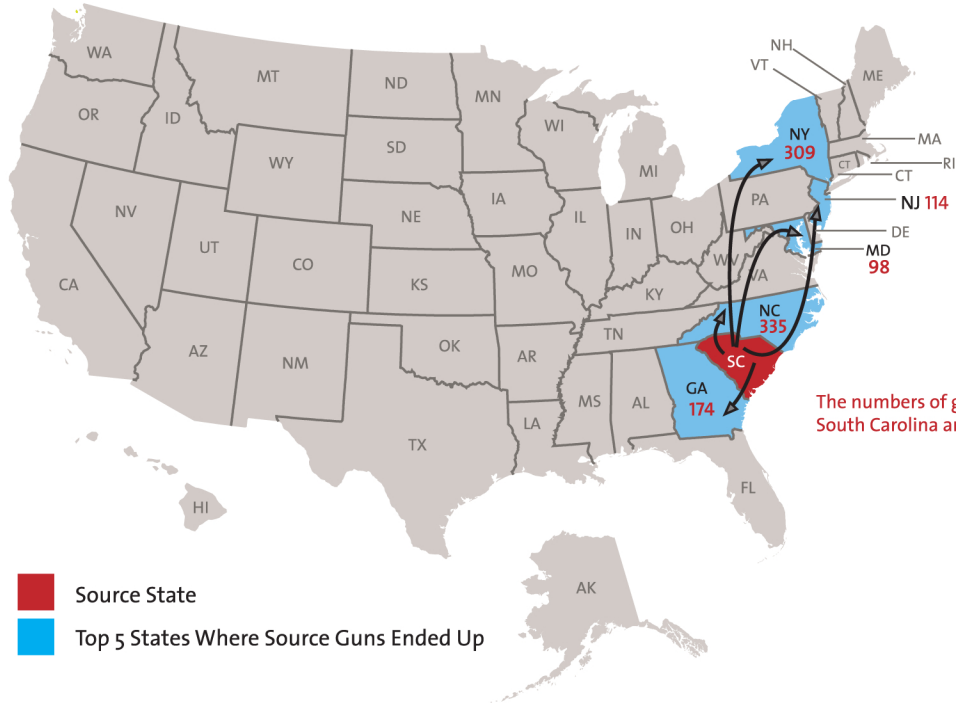 WA
OR
CA
ID
NV
MT
WY
UT
AZ
CO
NM
ND
SD
NE
KS
OK
TX
MN
IA
MO
AR
LA
WI
IL
MS
MI
IN
KY
TN
AL
OH
WV
VA
PA
NH
VT
ME
MA
RI
CT
CT
NY
309
NJ 114
DE
MD
98
NC
335
SC
GA
174
FL
HI
AK
The numbers of
South Carolina
Source State
Top 5 States Where Source Guns Ended Up